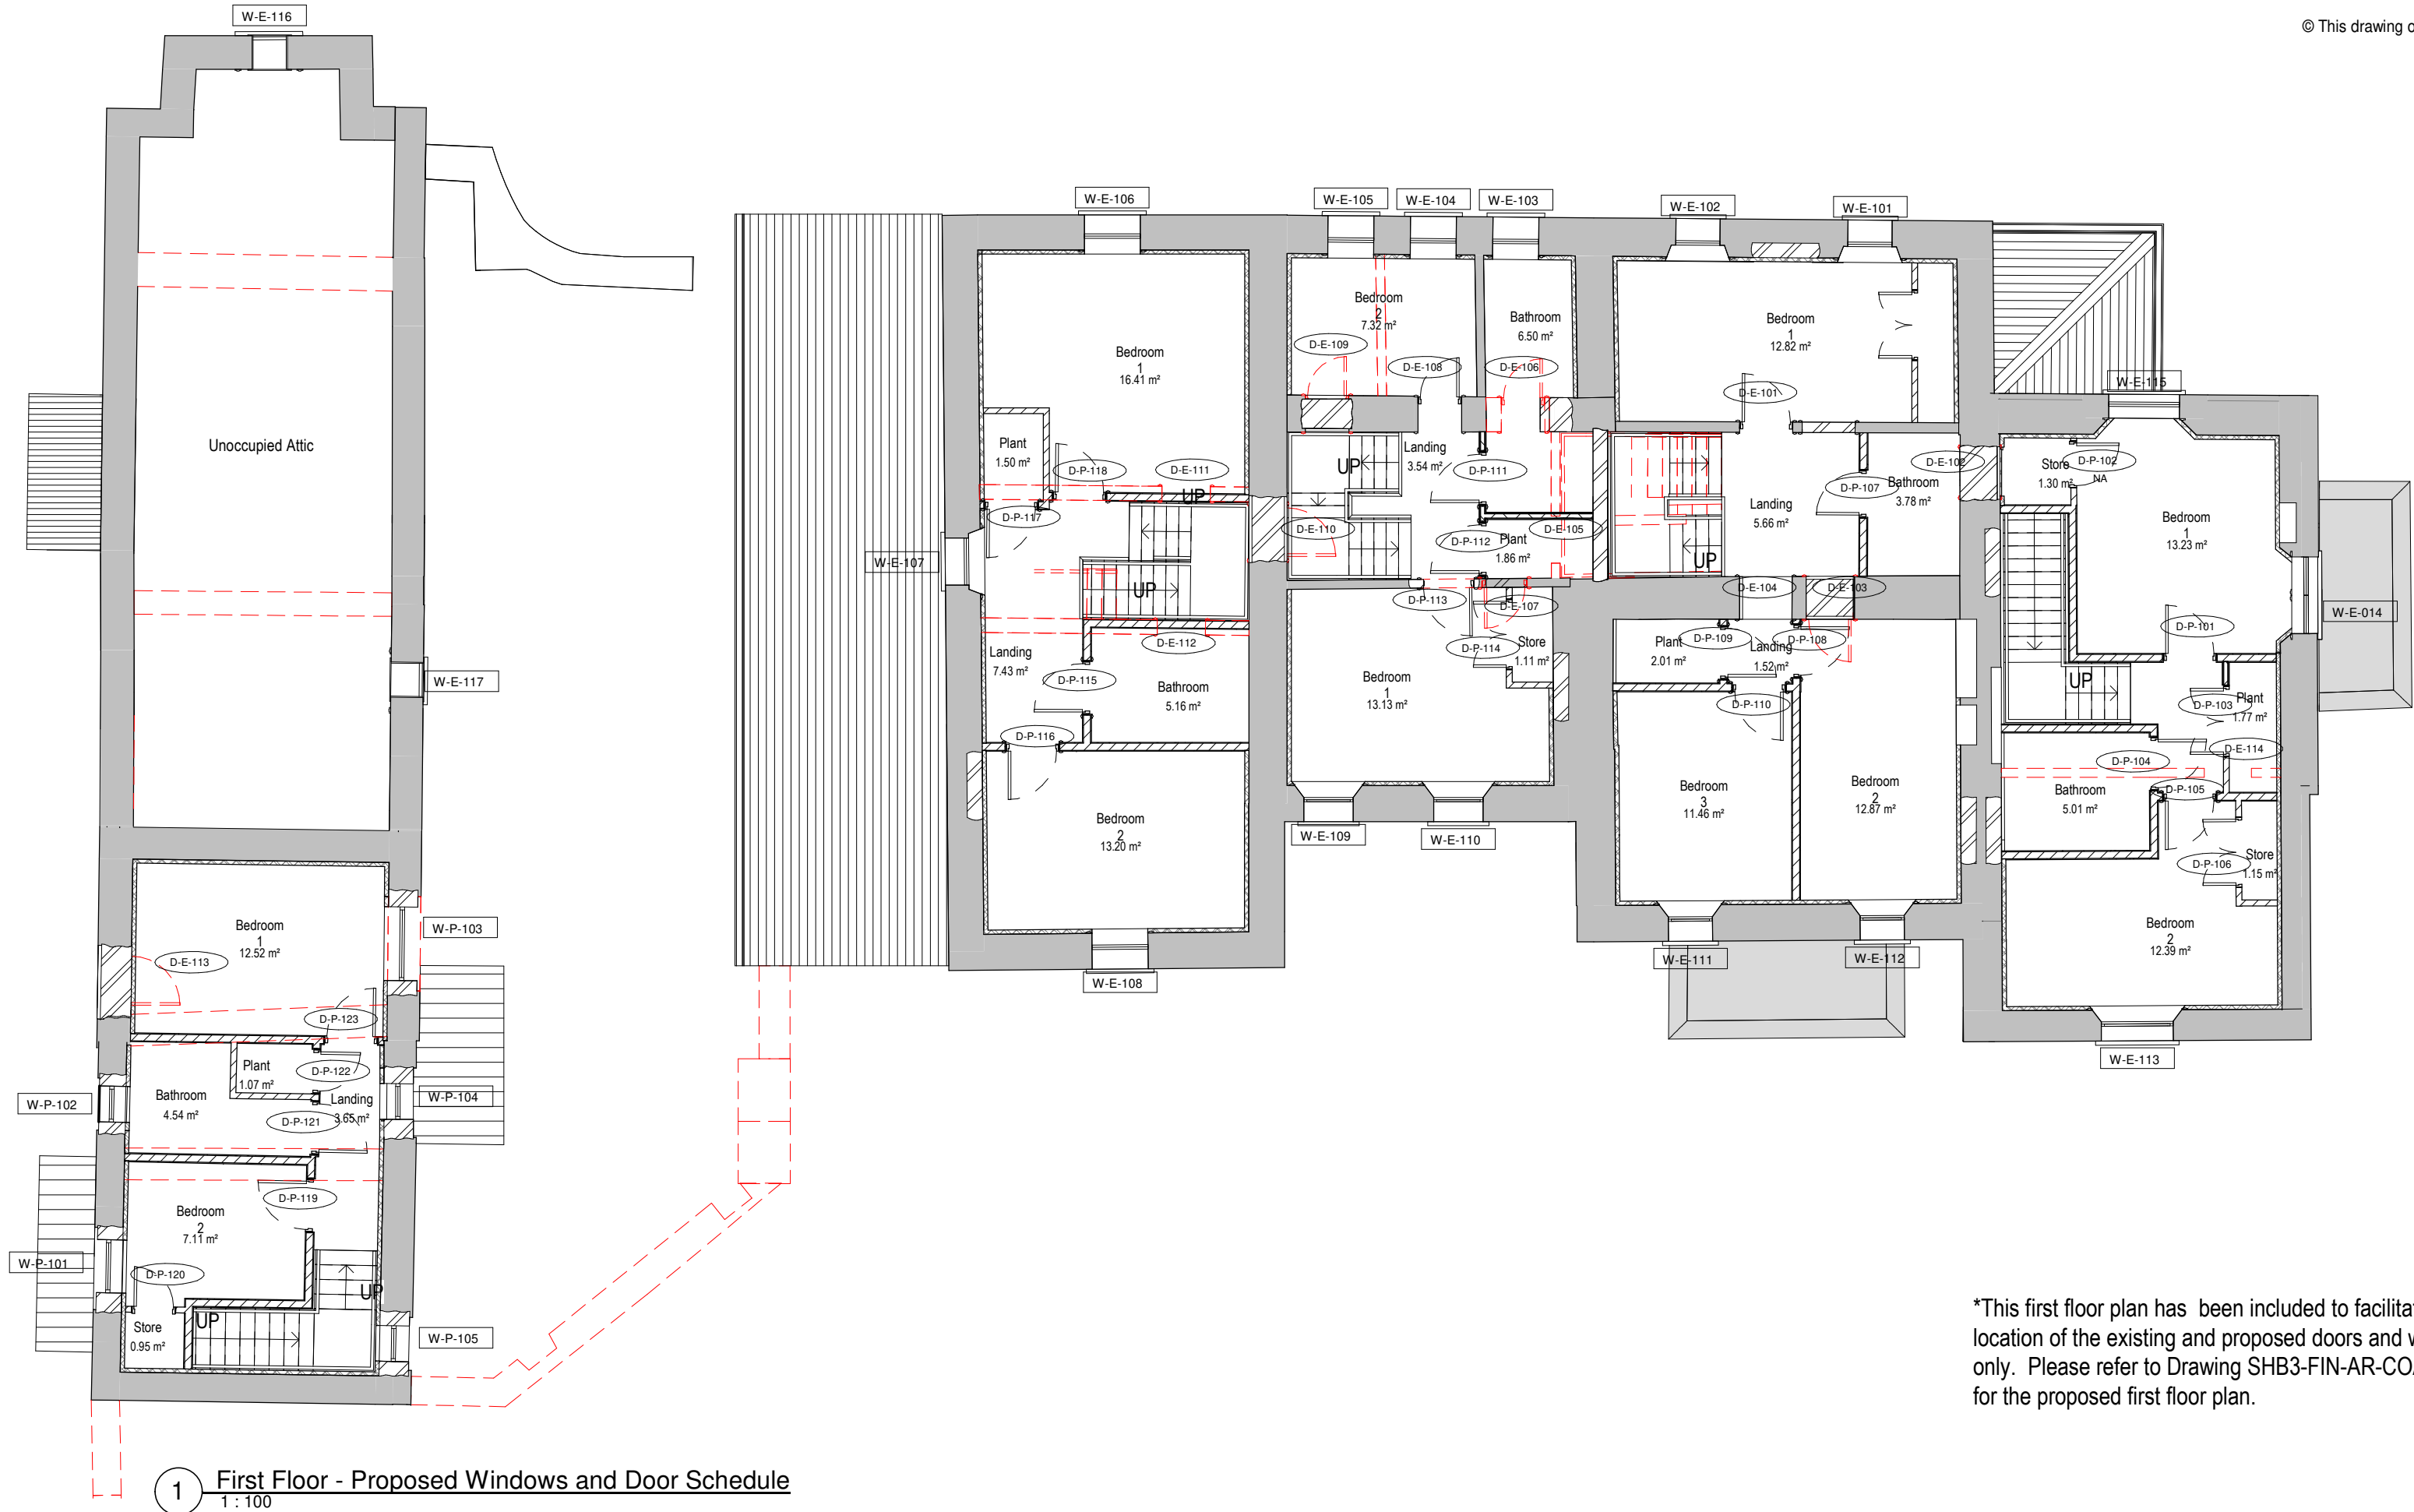 © This drawing o
W-E-116
W-E-106
W-E-105
W-E-104
W-E-103
W-E-102
W-E-101
Bedroom
2
7.32 m²
Bathroom
6.50 m²
Bedroom
1
12.82 m²
Bedroom
1
16.41 m²
D-E-109
D-E-108
D-E-106
D-E-101
W-E-115
Unoccupied Attic
Plant
1.50 m²
D-P-118
D-E-111
UP
D-P-117
UP
Landing
3.54 m²
D-P-111
D-E-110
D-P-112
Plant
1.86 m²
D-E-105
Landing
5.66 m²
UP
D-P-107
D-E-102
Bathroom
3.78 m²
Store
1.30 m²
D-P-102
NA
Bedroom
1
13.23 m²
W-E-107
UP
D-E-104
D-E-103
W-E-014
D-P-113
D-E-107
D-P-114
Store
1.11 m²
D-E-112
Landing
7.43 m²
D-P-115
Bathroom
5.16 m²
D-P-116
Bedroom
1
13.13 m²
Plant
2.01 m²
D-P-109
D-P-108
Landing
1.52 m²
D-P-110
D-P-101
UP
D-P-103
Plant
1.77 m²
D-E-114
D-P-104
D-P-105
W-E-117
Bedroom
2
13.20 m²
W-E-109
W-E-110
Bedroom
3
11.46 m²
Bedroom
2
12.87 m²
Bathroom
5.01 m²
D-P-106
Store
1.15 m²
Bedroom
2
12.39 m²
W-E-108
W-E-111
W-E-112
W-E-113
Bedroom
1
12.52 m²
W-P-103
D-E-113
D-P-123
Plant
1.07 m²
D-P-122
W-P-102
Bathroom
4.54 m²
D-P-121
Landing
3.65 m²
W-P-104
D-P-119
Bedroom
2
7.11 m²
W-P-101
D-P-120
UP
UP
Store
0.95 m²
W-P-105
*This first floor plan has been included to facilita
location of the existing and proposed doors and w
only. Please refer to Drawing SHB3-FIN-AR-COA
for the proposed first floor plan.
1
First Floor - Proposed Windows and Door Schedule
1 : 100